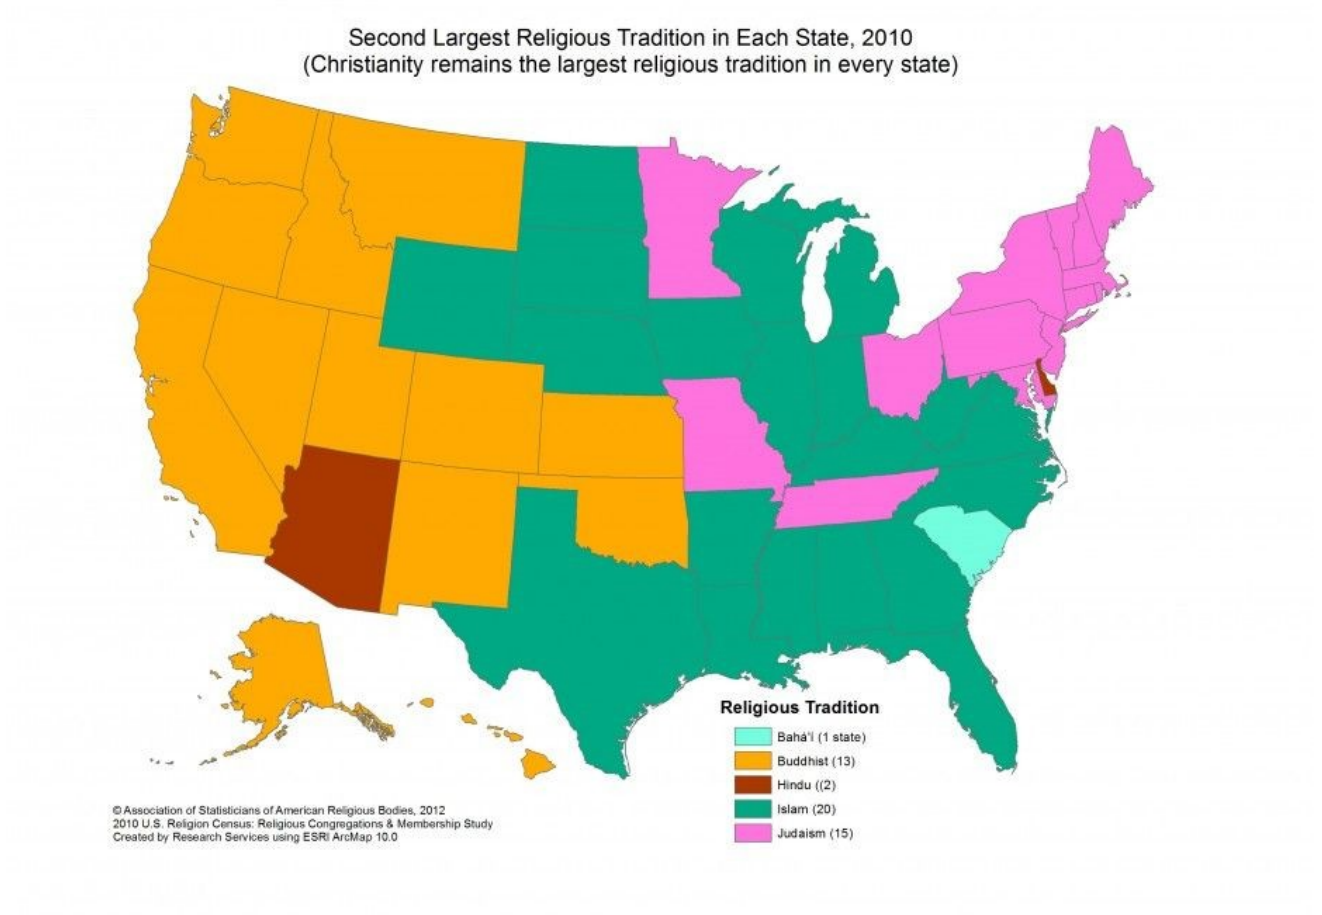 Second Largest Religious Tradition in Each State, 2010
(Christianity remains the largest religious tradition in every state)
Religious Tradition
Bahá'í (1 state)
Buddhist (13)
Hindu ((2)
Islam (20)
Judaism (15)
© Association of Statisticians of American Religious Bodies, 2012
2010 U.S. Religion Census: Religious Congregations & Membership Study
Created by Research Services using ESRI ArcMap 10.0